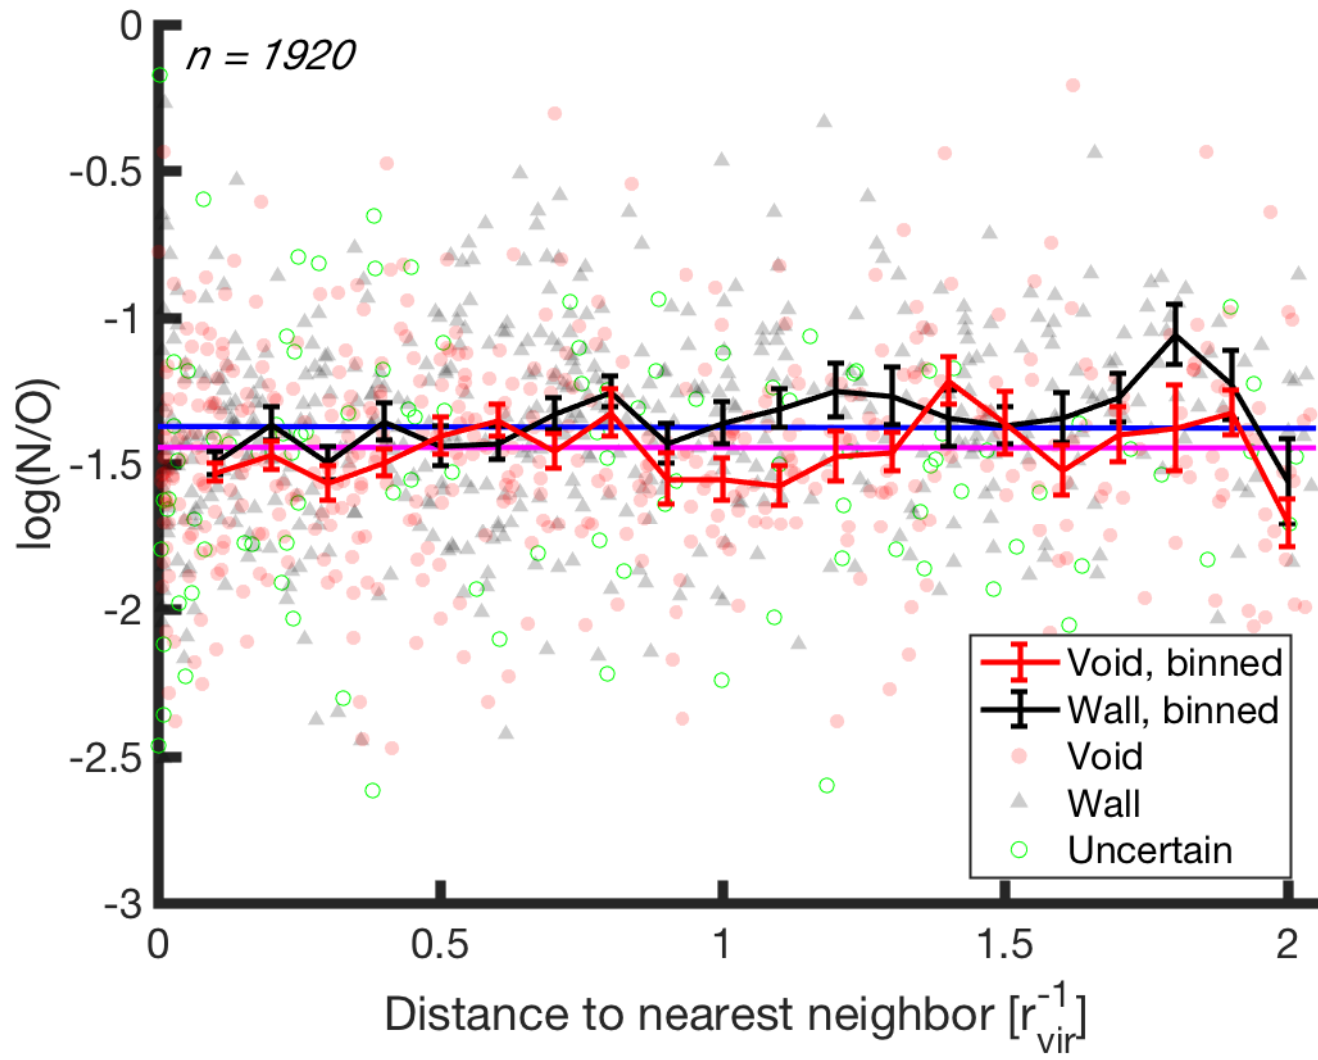 n = 1920
log(N/O)
0
-0.5
-1
-1.5
-2
-2.5
-3
0 0.5 1 1.5 2
Distance to nearest neighbor [r_vir^-1]
Void, binned
Wall, binned
Void
Wall
Uncertain